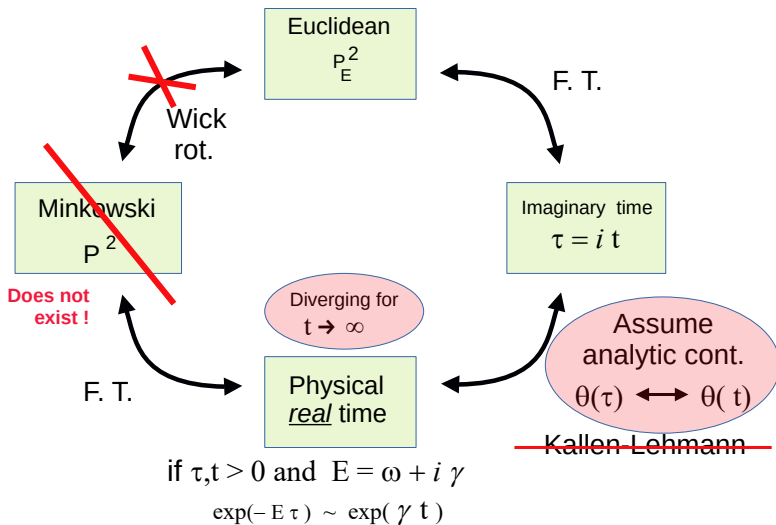 Euclidean
P_E^2
F. T.
Wick
rot.
Minkowski
P^2
Does not
exist !
Imaginary time
τ = i t
Diverging for
t → ∞
Assume
analytic cont.
θ(τ) ⟷ θ( t)
Kallen-Lehmann
F. T.
Physical
real time
if τ,t > 0 and E = ω + i γ
exp(− E τ) ~ exp( γ t )